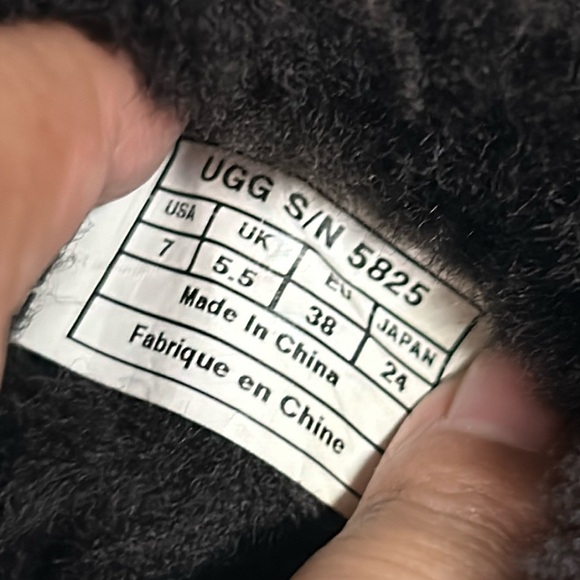 UGG S/N 5825
USA UK EU JAPAN
7 5.5 38 24
Made In China
Fabrique en Chine